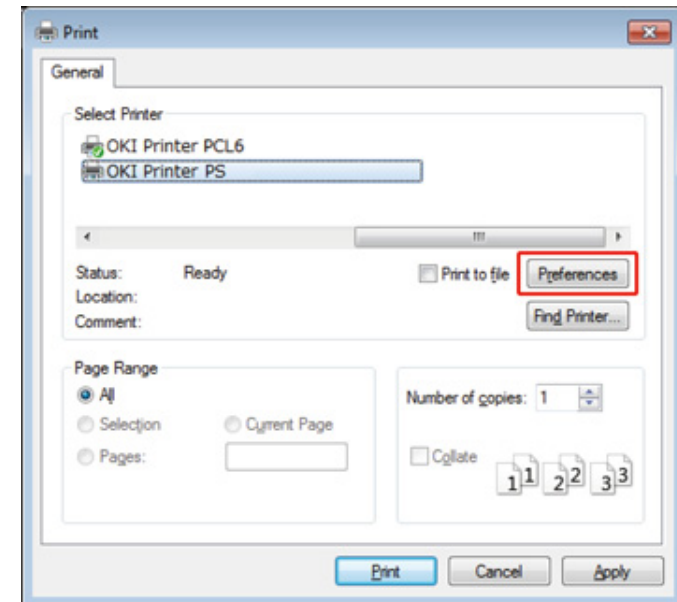 Print
General
Select Printer
OKI Printer PCL6
OKI Printer PS
Status: Ready
Print to file
Preferences
Location:
Comment:
Find Printer...
Page Range
All
Selection
Current Page
Pages:
Number of copies: 1
Collate
1 1 2 2 3 3
Print
Cancel
Apply